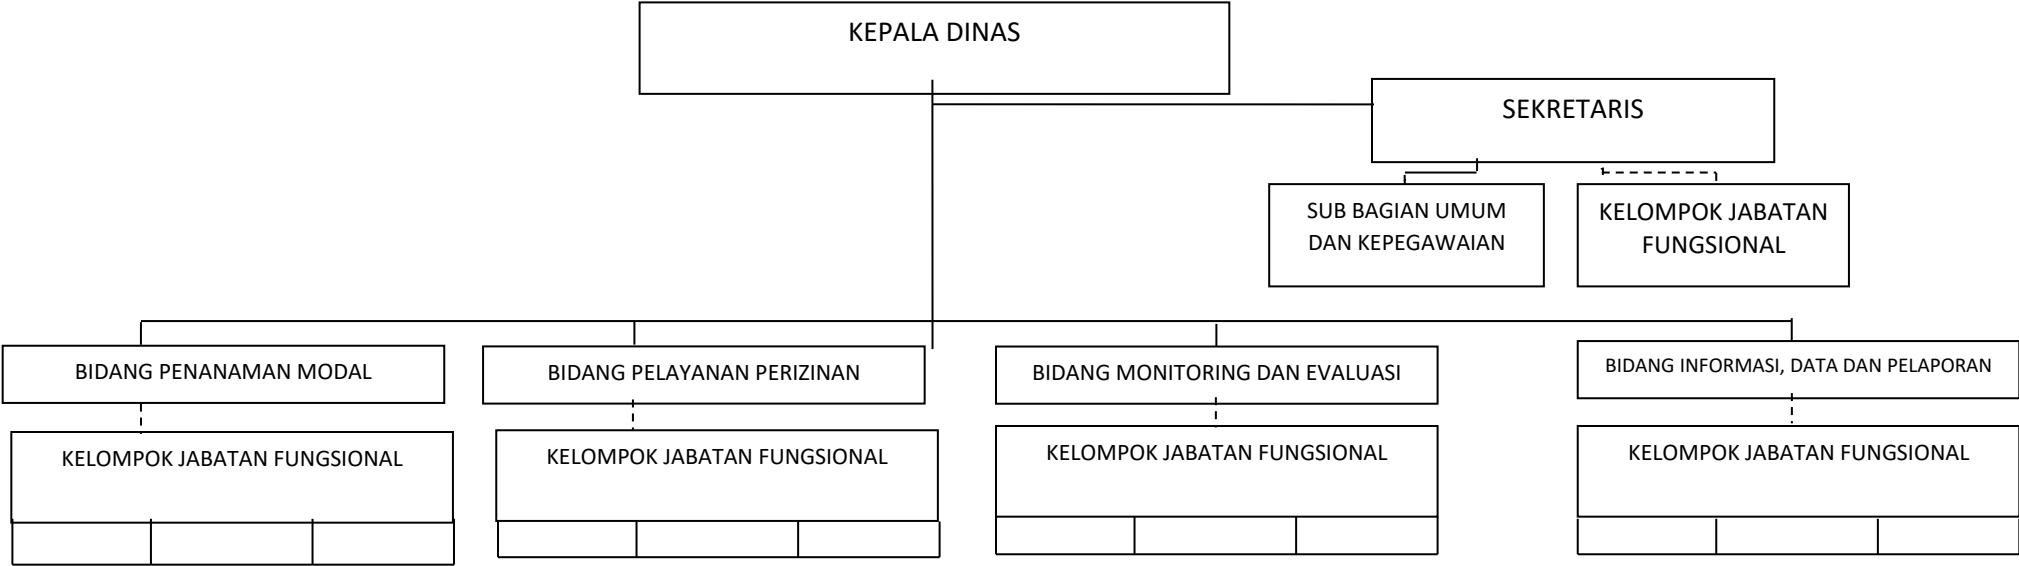 KEPALA DINAS
SEKRETARIS
SUB BAGIAN UMUM
DAN KEPEGAWAIAN
KELOMPOK JABATAN
FUNGSIONAL
BIDANG PENANAMAN MODAL
BIDANG PELAYANAN PERIZINAN
BIDANG MONITORING DAN EVALUASI
BIDANG INFORMASI, DATA DAN PELAPORAN
KELOMPOK JABATAN FUNGSIONAL
KELOMPOK JABATAN FUNGSIONAL
KELOMPOK JABATAN FUNGSIONAL
KELOMPOK JABATAN FUNGSIONAL